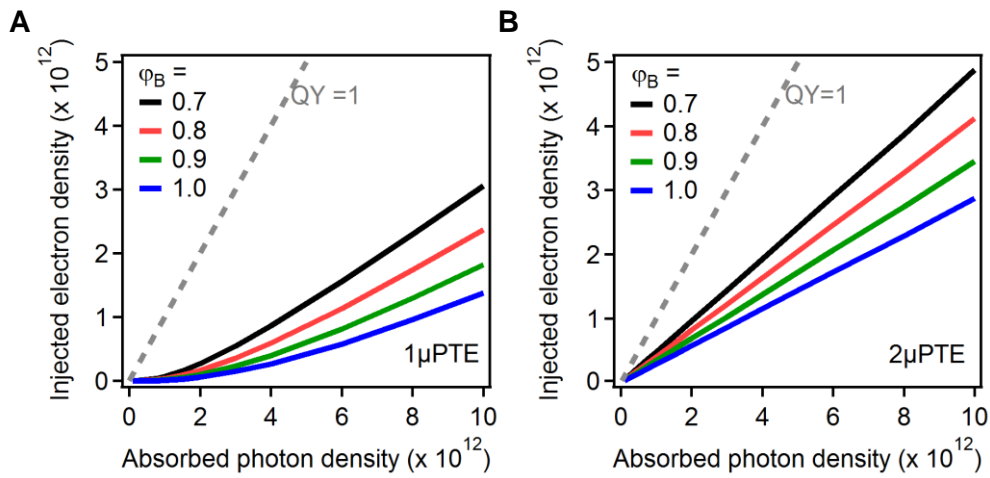 A
B
Injected electron density (x 10¹²)
5
4
3
2
1
0
φB =
0.7
0.8
0.9
1.0
QY =1
1μPTE
0 2 4 6 8 10
Absorbed photon density (x 10¹²)
Injected electron density (x 10¹²)
5
4
3
2
1
0
φB =
0.7
0.8
0.9
1.0
QY=1
2μPTE
0 2 4 6 8 10
Absorbed photon density (x 10¹²)